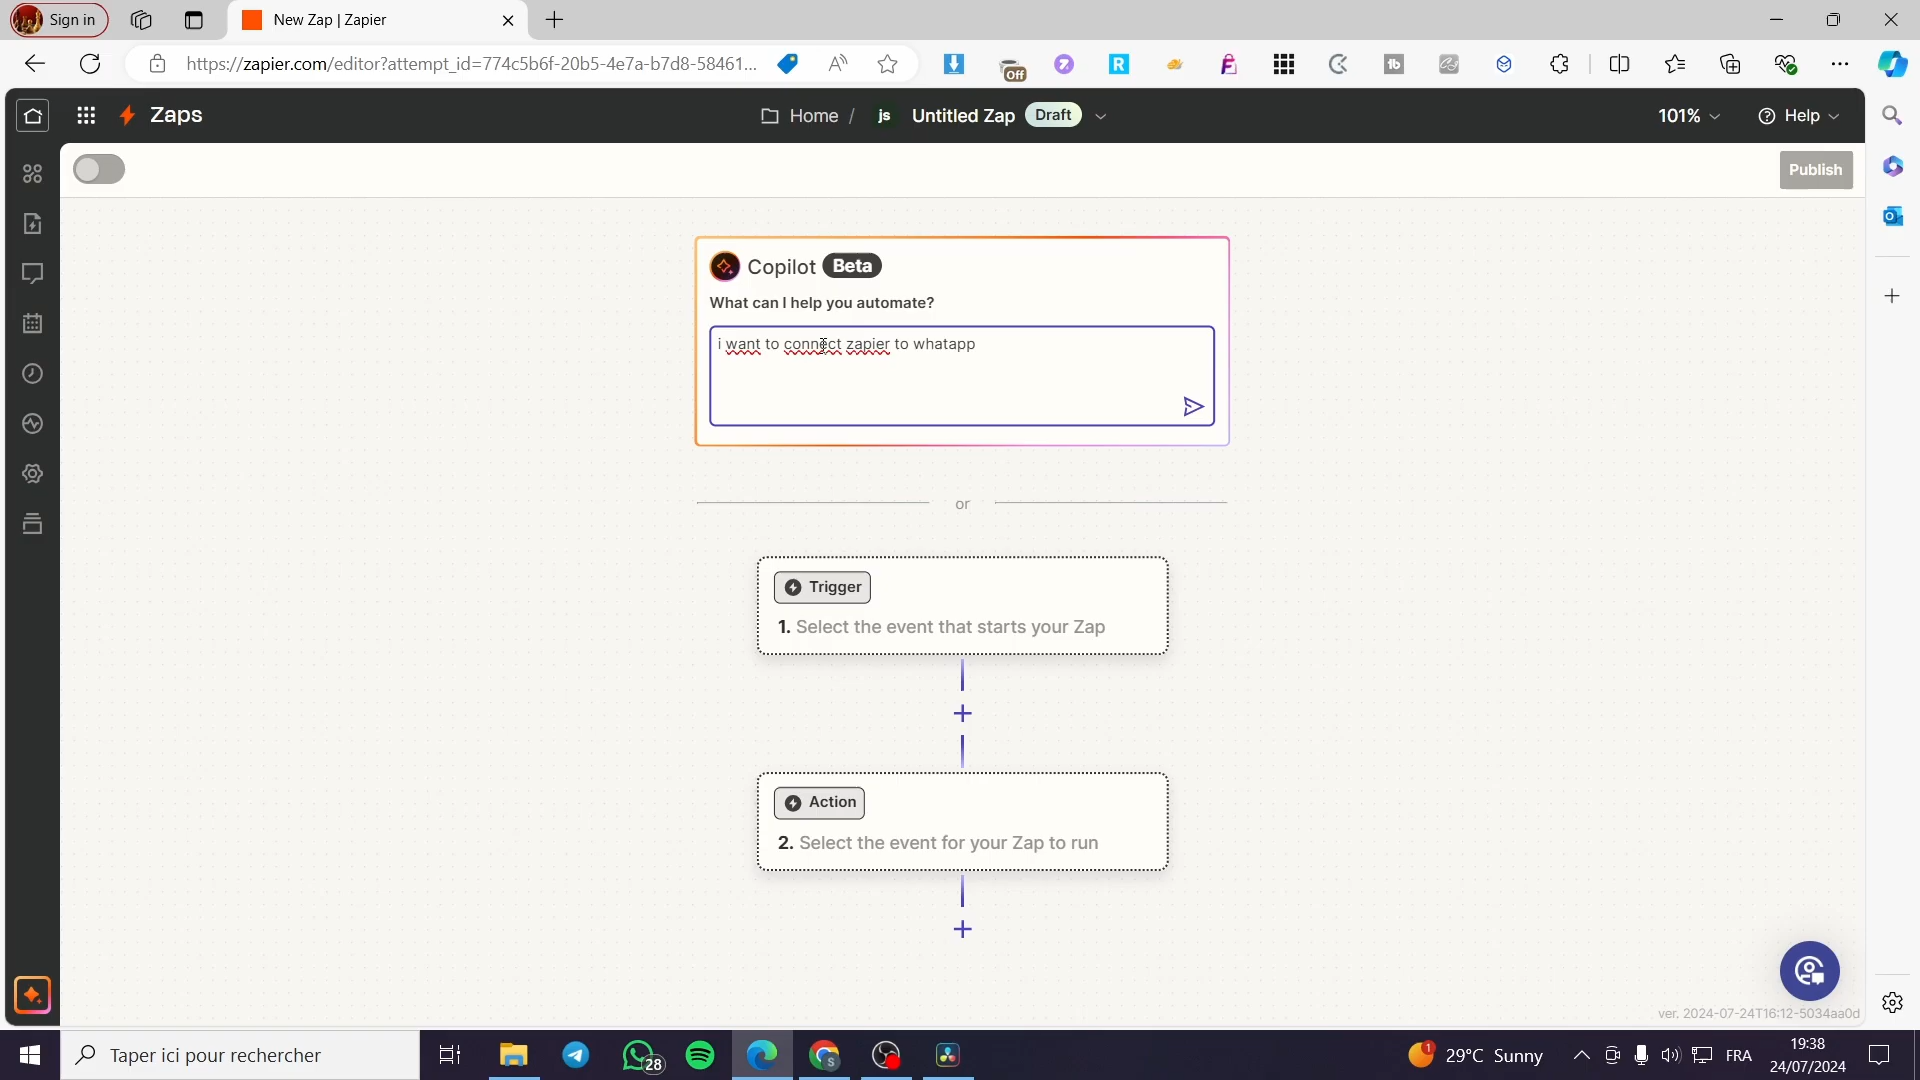 Sign in
New Zap | Zapier
https://zapier.com/editor?attempt_id=774c5b6f-20b5-4e7a-b7d8-58461...
Off
Zaps
Home /
js
Untitled Zap
Draft
101%
Help
Publish
Copilot Beta
What can I help you automate?
i want to connect zapier to whatapp
or
Trigger
1. Select the event that starts your Zap
Action
2. Select the event for your Zap to run
ver. 2024-07-24T16:12-5034aa0d
Taper ici pour rechercher
28
S
1
29°C Sunny
FRA
19:38
24/07/2024